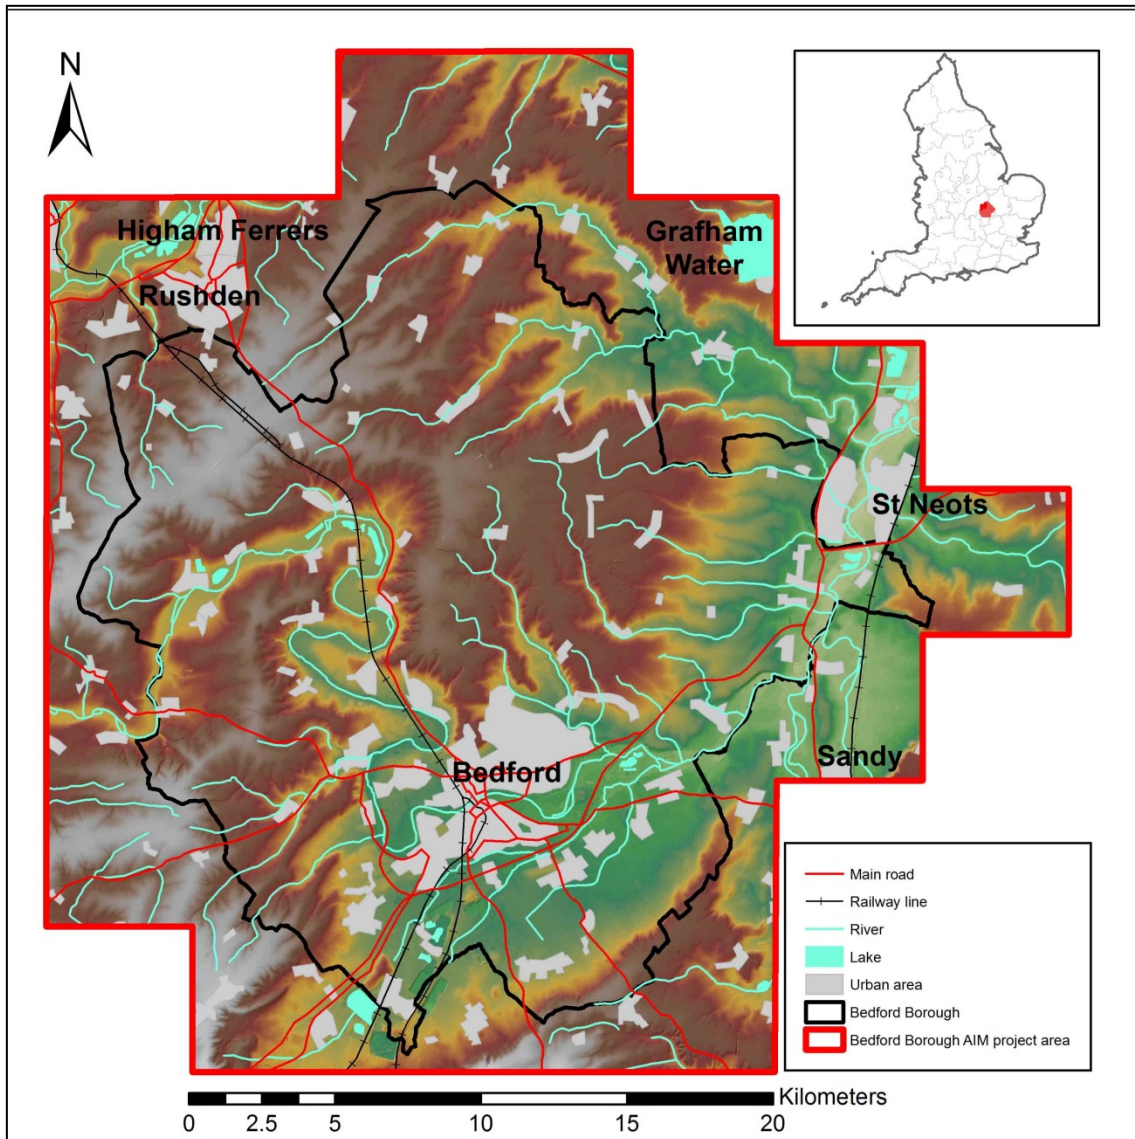 N
Higham Ferrers
Rushden
Grafham
Water
St Neots
Sandy
Bedford
Main road
Railway line
River
Lake
Urban area
Bedford Borough
Bedford Borough AIM project area
Kilometers
0 2.5 5 10 15 20